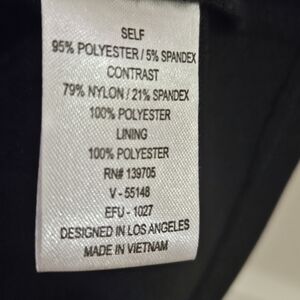 SELF
95% POLYESTER / 5% SPANDEX
CONTRAST
79% NYLON / 21% SPANDEX
100% POLYESTER
LINING
100% POLYESTER
RN# 139705
V - 55148
EFU - 1027
DESIGNED IN LOS ANGELES
MADE IN VIETNAM